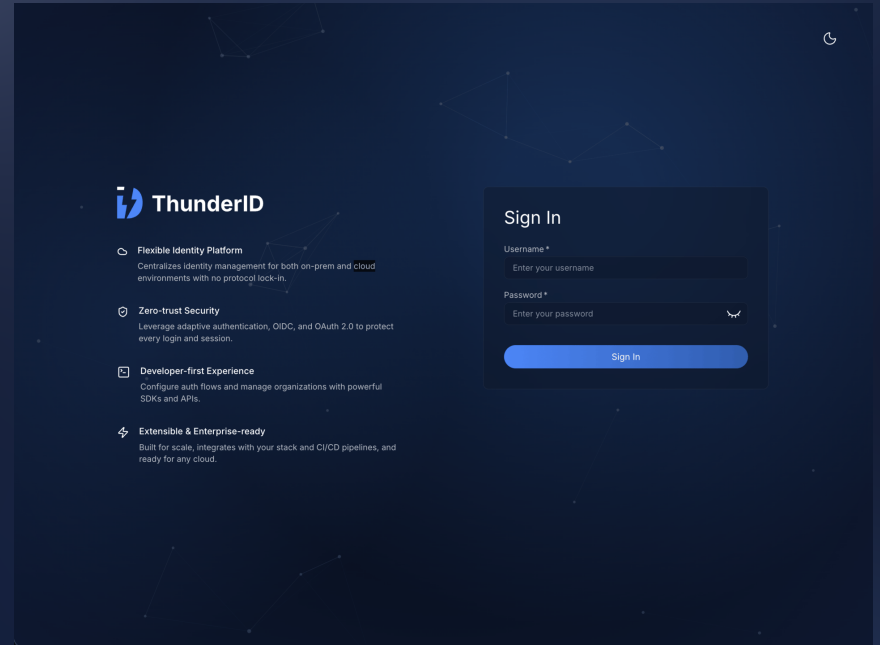 ThunderID
Flexible Identity Platform
Centralizes identity management for both on-prem and cloud
environments with no protocol lock-in.
Zero-trust Security
Leverage adaptive authentication, OIDC, and OAuth 2.0 to protect
every login and session.
Developer-first Experience
Configure auth flows and manage organizations with powerful
SDKs and APIs.
Extensible & Enterprise-ready
Built for scale, integrates with your stack and CI/CD pipelines, and
ready for any cloud.
Sign In
Username *
Enter your username
Password *
Enter your password
Sign In